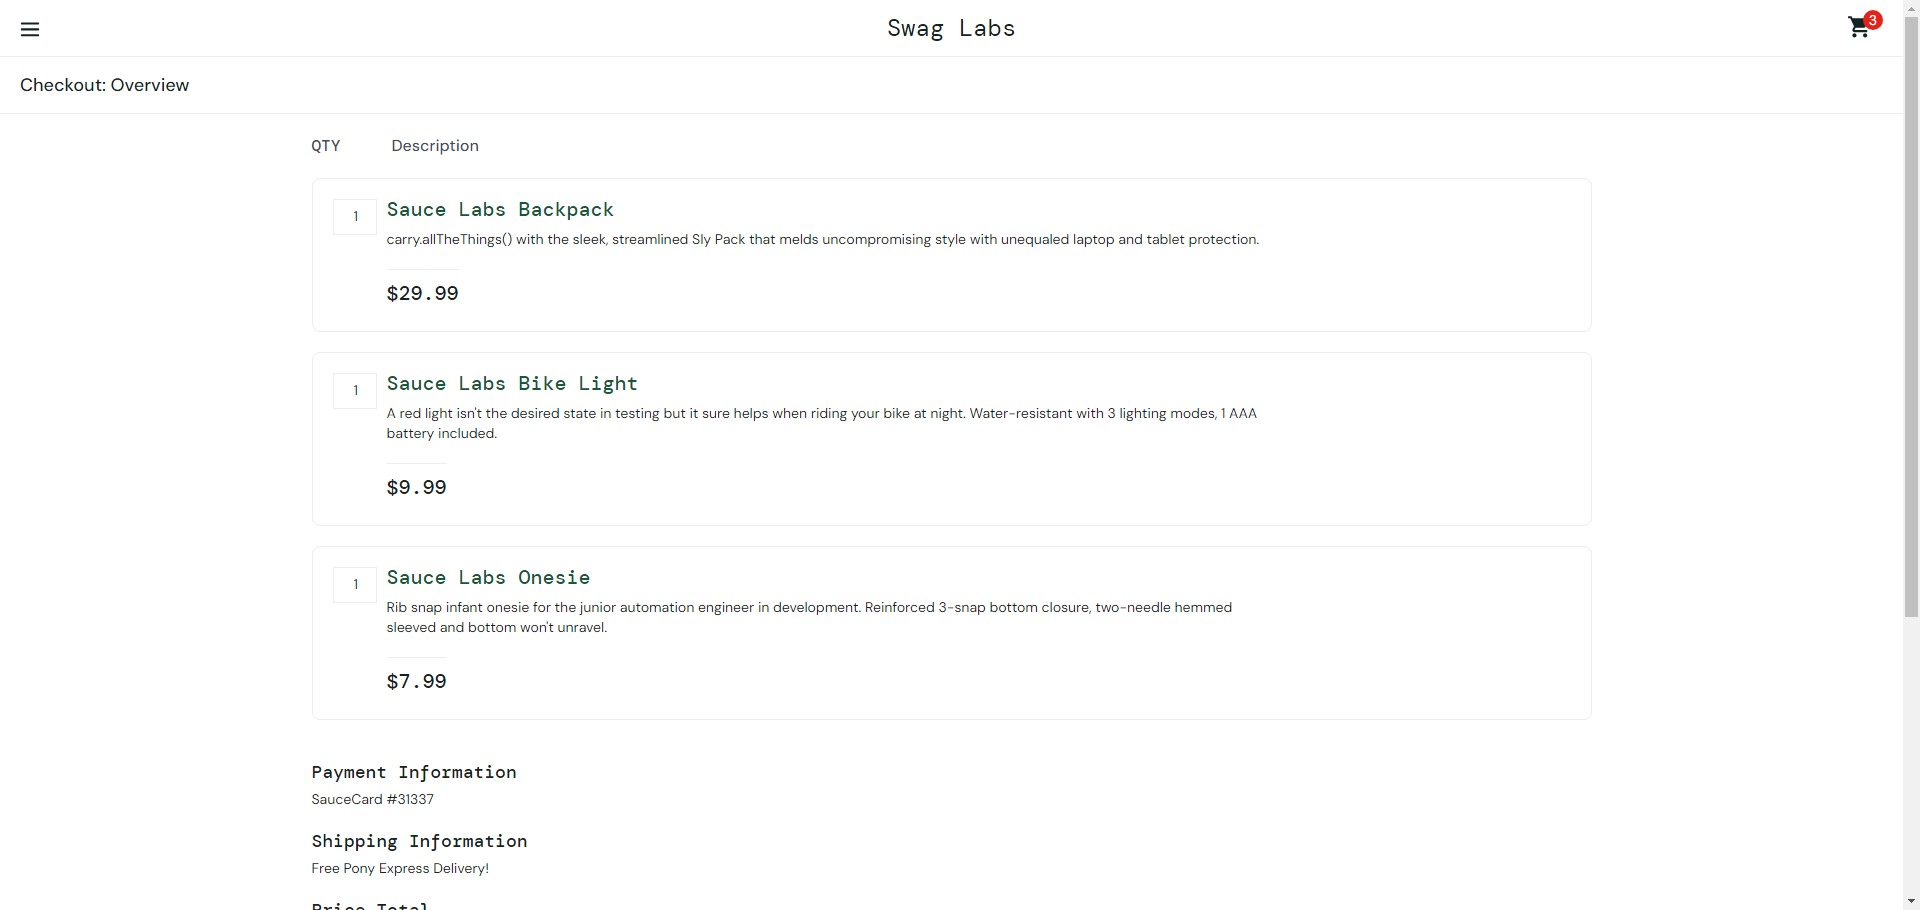 Swag Labs
3
Checkout: Overview
QTY Description
1
Sauce Labs Backpack
carry.allTheThings() with the sleek, streamlined Sly Pack that melds uncompromising style with unequaled laptop and tablet protection.
$29.99
1
Sauce Labs Bike Light
A red light isn't the desired state in testing but it sure helps when riding your bike at night. Water-resistant with 3 lighting modes, 1 AAA
battery included.
$9.99
1
Sauce Labs Onesie
Rib snap infant onesie for the junior automation engineer in development. Reinforced 3-snap bottom closure, two-needle hemmed
sleeved and bottom won't unravel.
$7.99
Payment Information
SauceCard #31337
Shipping Information
Free Pony Express Delivery!
Price Total